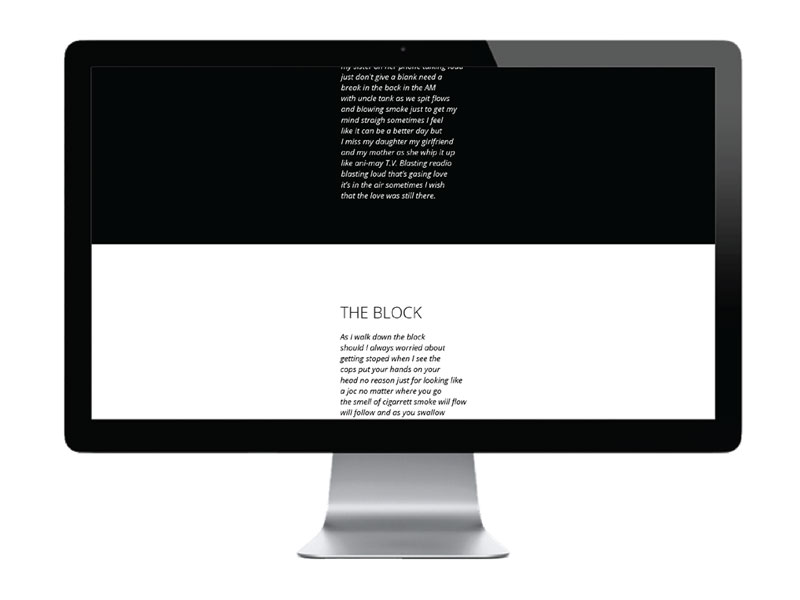 my sister on her phone talking loud
just don't give a blank need a
break in the back in the AM
with uncle tank as we spit flows
and blowing smoke just to get my
mind straigh sometimes I feel
like it can be a better day but
I miss my daughter my girlfriend
and my mother as she whip it up
like ani-may T.V. Blasting readio
blasting loud that's gasing love
it's in the air sometimes I wish
that the love was still there.
THE BLOCK
As i walk down the block
should I always worried about
getting stoped when I see the
cops put your hands on your
head no reason just for looking like
a joc no matter where you go
the smell of cigarrett smoke will flow
will follow and as you swallow